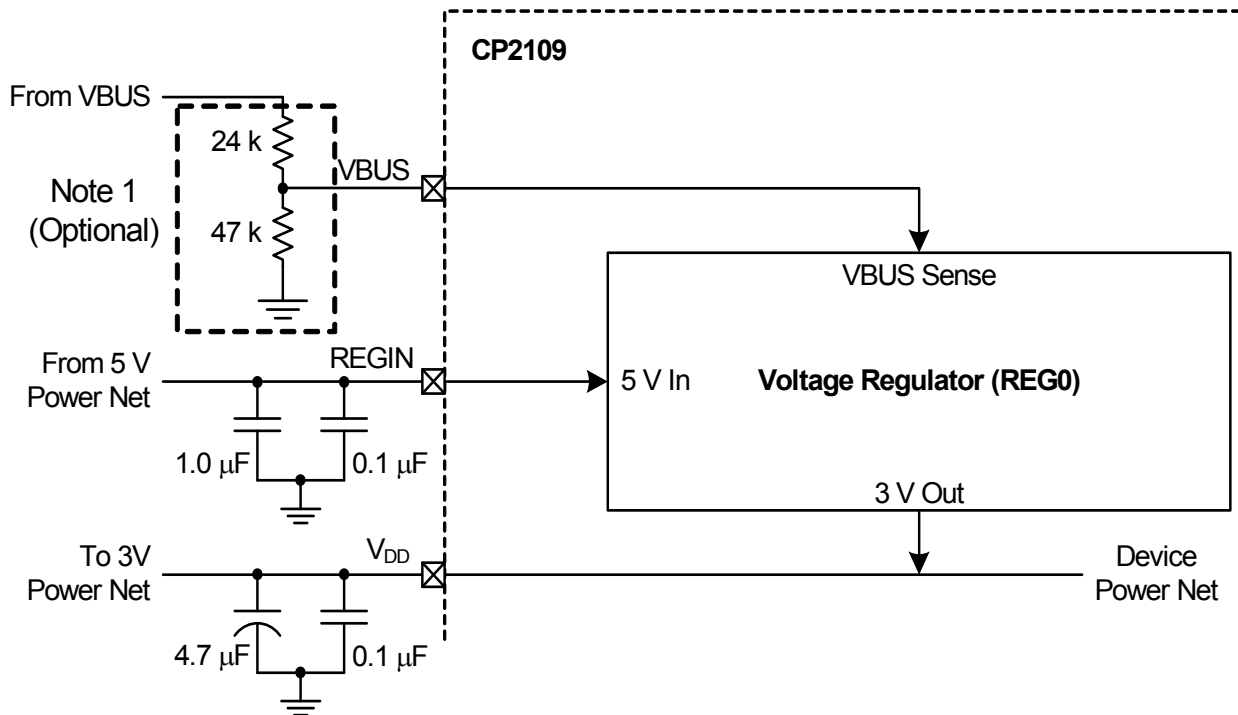 CP2109
From VBUS
24 k
VBUS
Note 1
(Optional)
47 k
VBUS Sense
From 5 V
Power Net
REGIN
5 V In
Voltage Regulator (REG0)
1.0 μF
0.1 μF
3 V Out
To 3V
Power Net
VDD
Device
Power Net
4.7 μF
0.1 μF